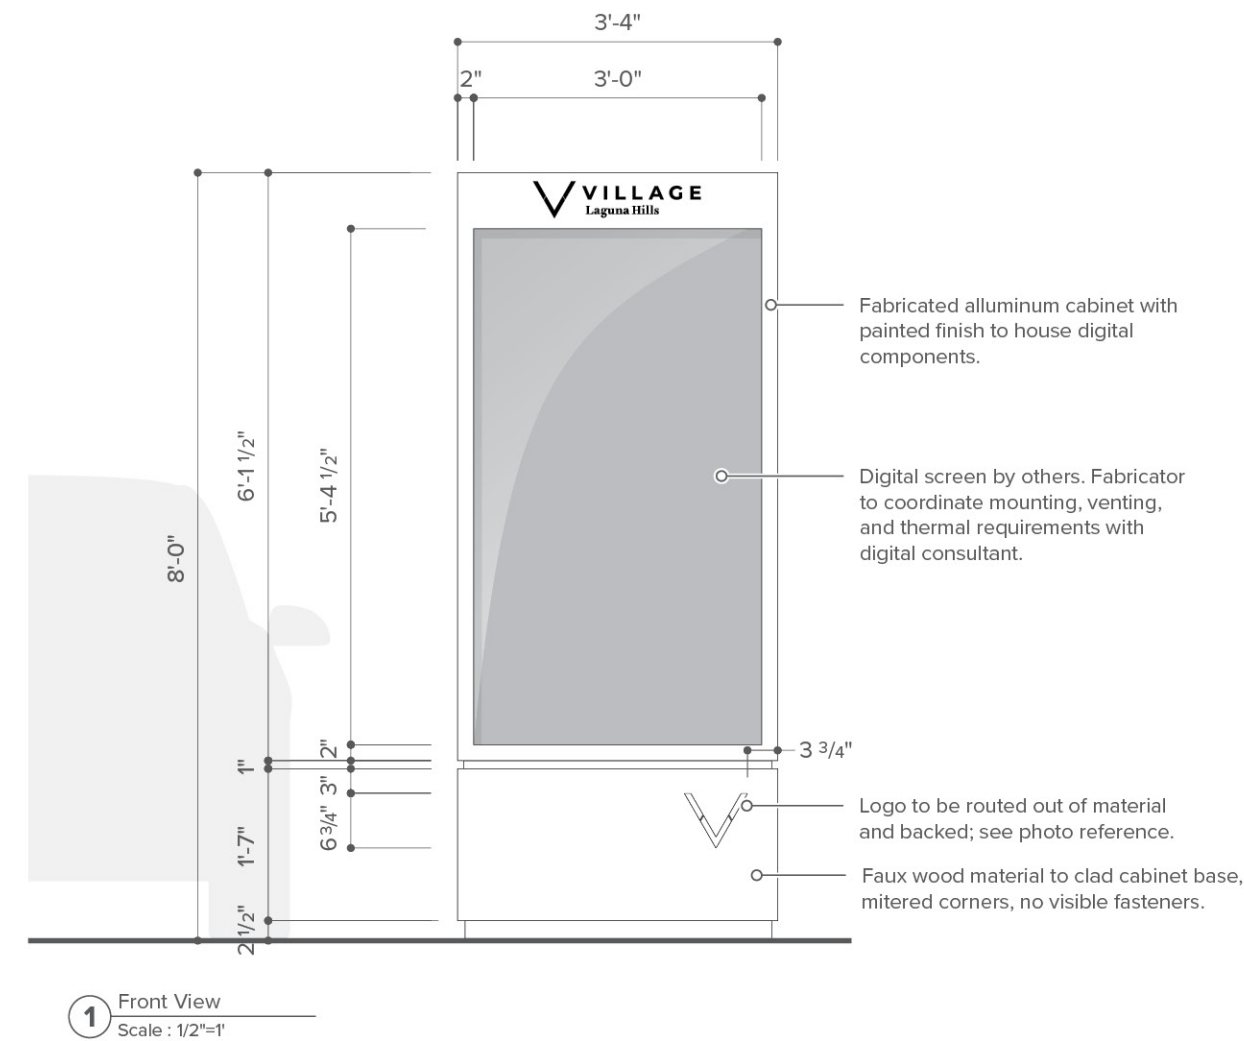 3'-4"
2"
3'-0"
VILLAGE
Laguna Hills
6'-1 1/2"
5'-4 1/2"
8'-0"
Fabricated alluminum cabinet with
painted finish to house digital
components.
Digital screen by others. Fabricator
to coordinate mounting, venting,
and thermal requirements with
digital consultant.
2"
3 3/4"
1"
3"
6 3/4"
1'-7"
2 1/2"
Logo to be routed out of material
and backed; see photo reference.
Faux wood material to clad cabinet base,
mitered corners, no visible fasteners.
1
Front View
Scale : 1/2"=1'